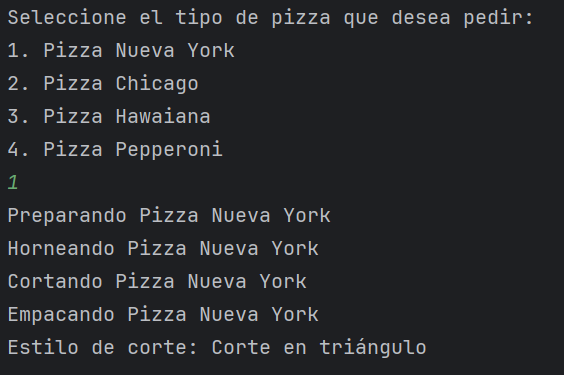 Seleccione el tipo de pizza que desea pedir:
1. Pizza Nueva York
2. Pizza Chicago
3. Pizza Hawaiana
4. Pizza Pepperoni
1
Preparando Pizza Nueva York
Horneando Pizza Nueva York
Cortando Pizza Nueva York
Empacando Pizza Nueva York
Estilo de corte: Corte en triángulo